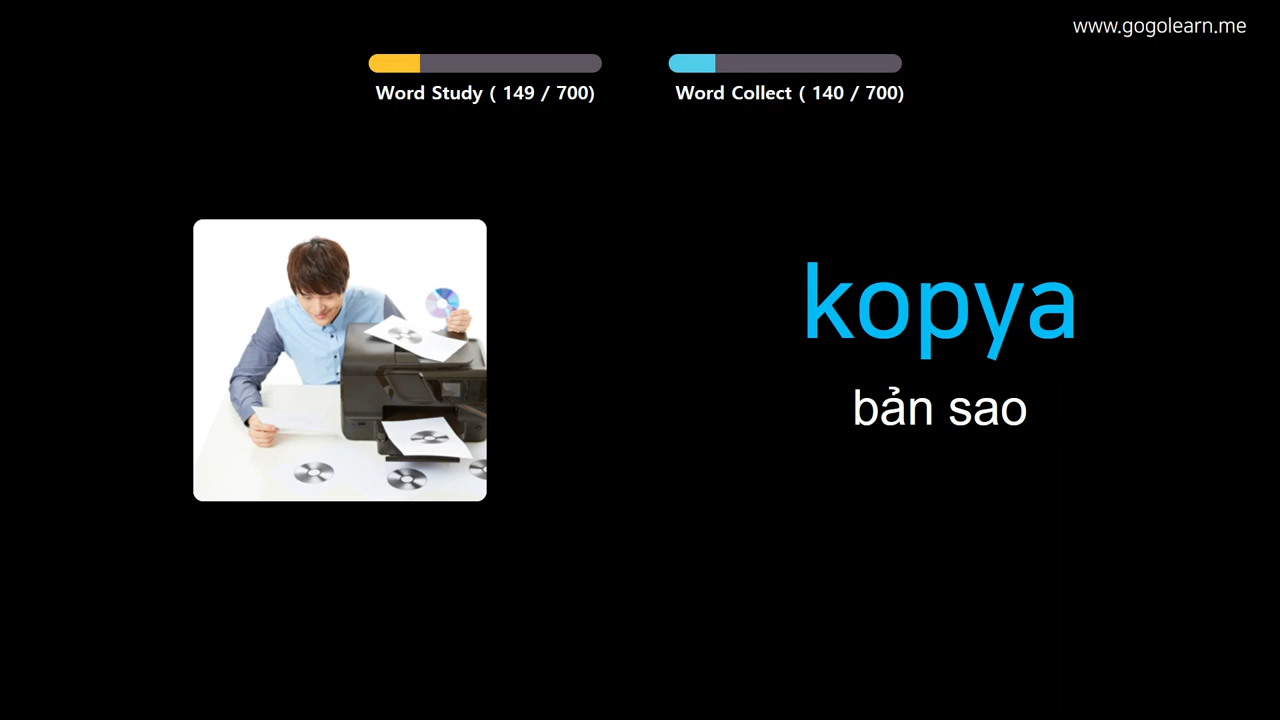 www.gogolearn.me
Word Study ( 149 / 700)
Word Collect ( 140 / 700)
kopya
bản sao